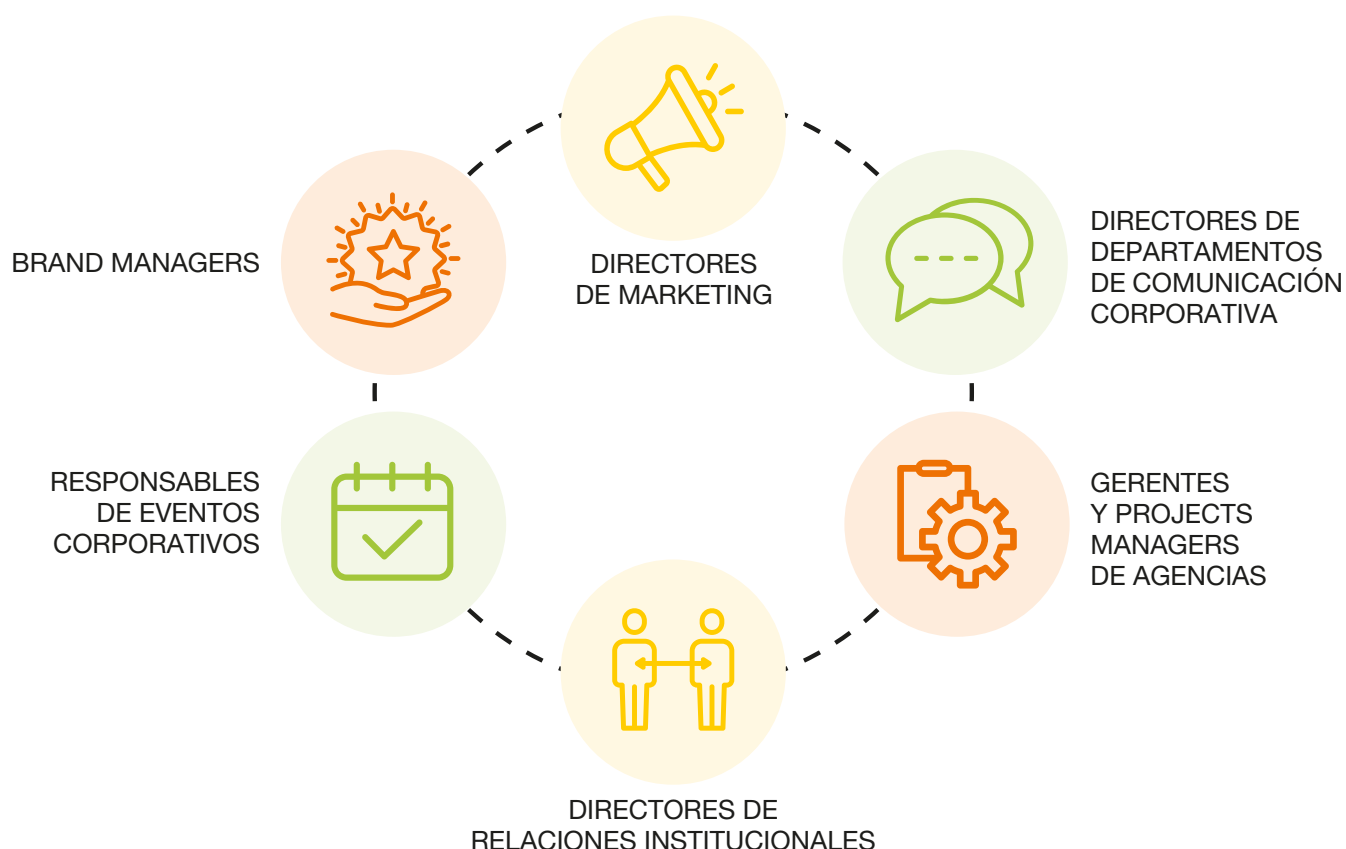 DIRECTORES
DE MARKETING
DIRECTORES DE
DEPARTAMENTOS
DE COMUNICACIÓN
CORPORATIVA
GERENTES
Y PROJECTS
MANAGERS
DE AGENCIAS
DIRECTORES DE
RELACIONES INSTITUCIONALES
RESPONSABLES
DE EVENTOS
CORPORATIVOS
BRAND MANAGERS